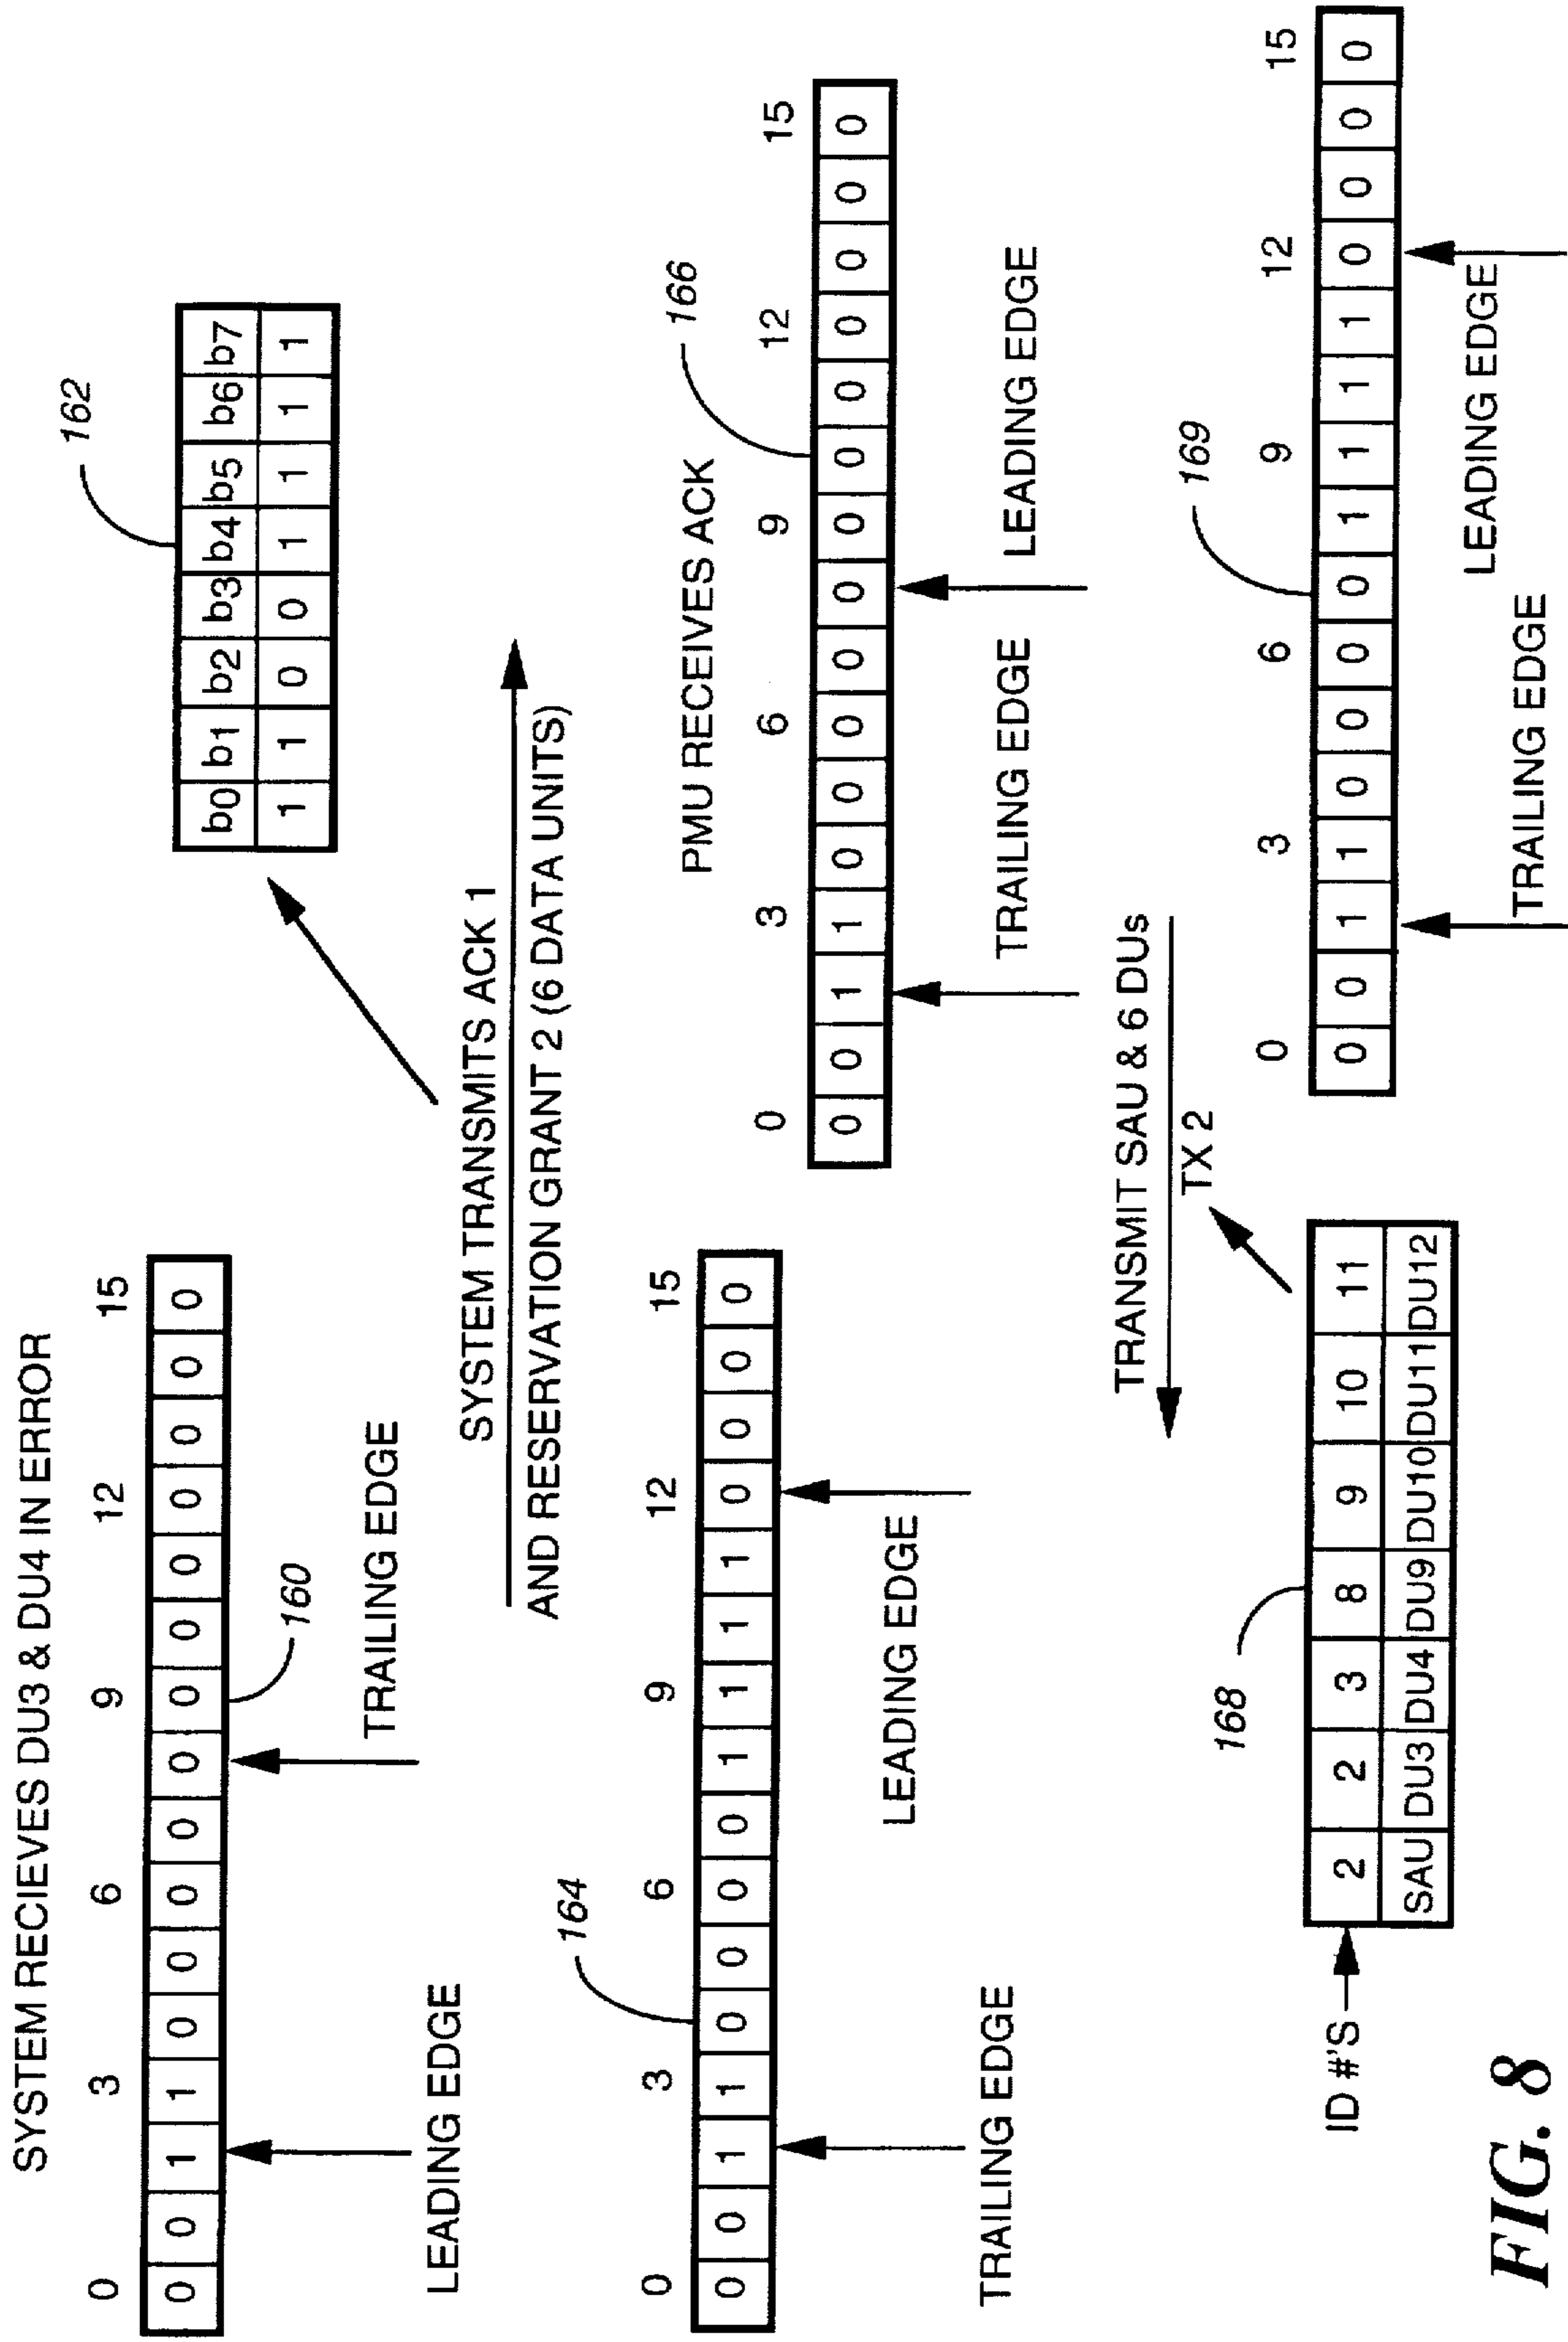 SYSTEM RECIEVES DU3 & DU4 IN ERROR
0 3 6 9 12 15
0 0 1 1 0 0 0 0 0 0 0 0 0 0 0 0
160
LEADING EDGE
TRAILING EDGE
162
b0 b1 b2 b3 b4 b5 b6 b7
1 1 0 0 1 1 1 1
SYSTEM TRANSMITS ACK 1
AND RESERVATION GRANT 2 (6 DATA UNITS)
164
0 3 6 9 12 15
0 0 1 1 0 0 0 0 1 1 1 1 0 0 0 0
TRAILING EDGE
LEADING EDGE
PMU RECEIVES ACK
166
0 3 6 9 12 15
0 0 1 1 0 0 0 0 0 0 0 0 0 0 0 0
TRAILING EDGE
LEADING EDGE
TRANSMIT SAU & 6 DUs
TX 2
168
ID #'S
2 2 3 8 9 10 11
SAU DU3 DU4 DU9 DU10 DU11 DU12
169
0 3 6 9 12 15
0 0 1 1 0 0 0 0 1 1 1 1 0 0 0 0
TRAILING EDGE
LEADING EDGE
FIG. 8